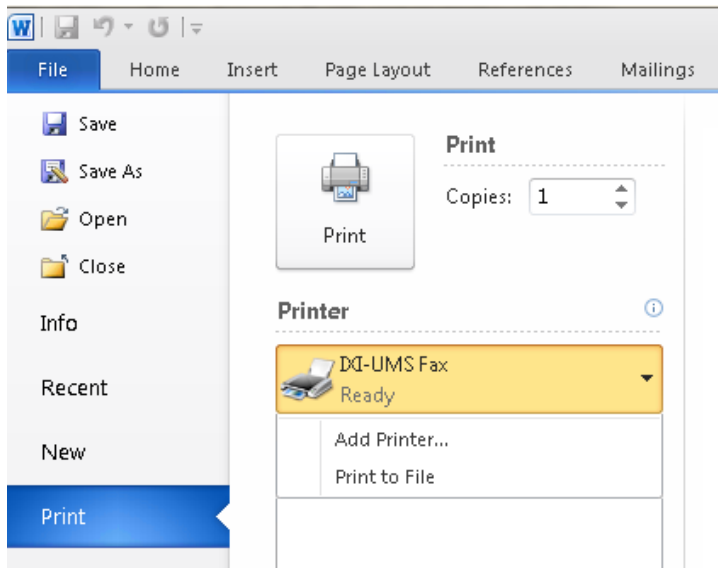 W
File Home Insert Page Layout References Mailings
Save
Save As
Open
Close
Info
Recent
New
Print
Print
Print
Copies: 1
Printer
IXI-UMS Fax
Ready
Add Printer...
Print to File